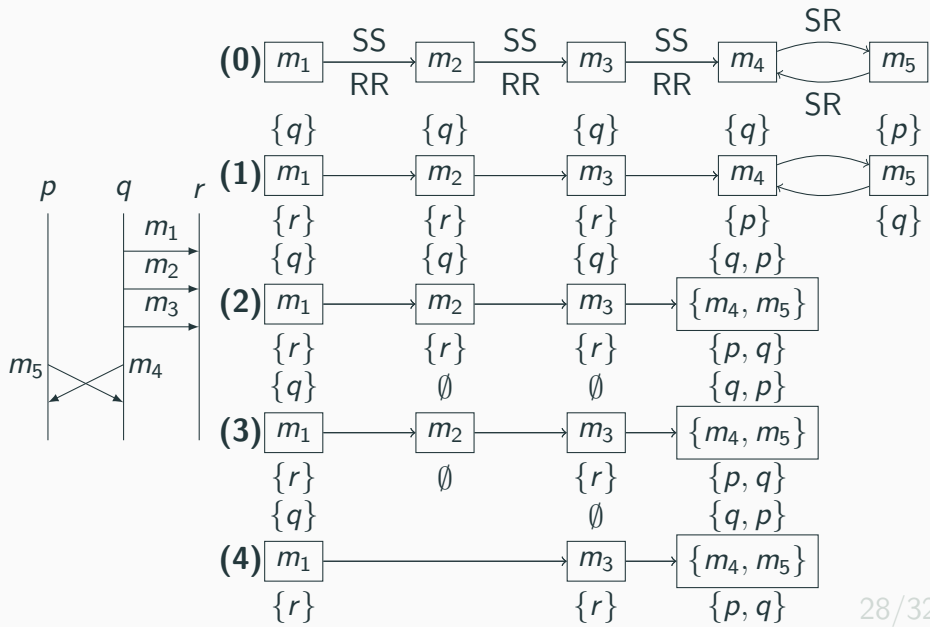 SS SS SS SR
(0) m₁ m₂ m₃ m₄ m₅
RR RR RR SR
{q} {q} {q} {q} {p}
(1) m₁ m₂ m₃ m₄ m₅
{r} {r} {r} {p} {q}
{q} {q} {q} {q, p}
(2) m₁ m₂ m₃ {m₄, m₅}
{r} {r} {r} {p, q}
{q} ∅ ∅ {q, p}
(3) m₁ m₂ m₃ {m₄, m₅}
{r} ∅ {r} {p, q}
{q} ∅ {q, p}
(4) m₁ m₃ {m₄, m₅}
{r} {r} {p, q}
p q r
m₁
m₂
m₃
m₅ m₄
28/32